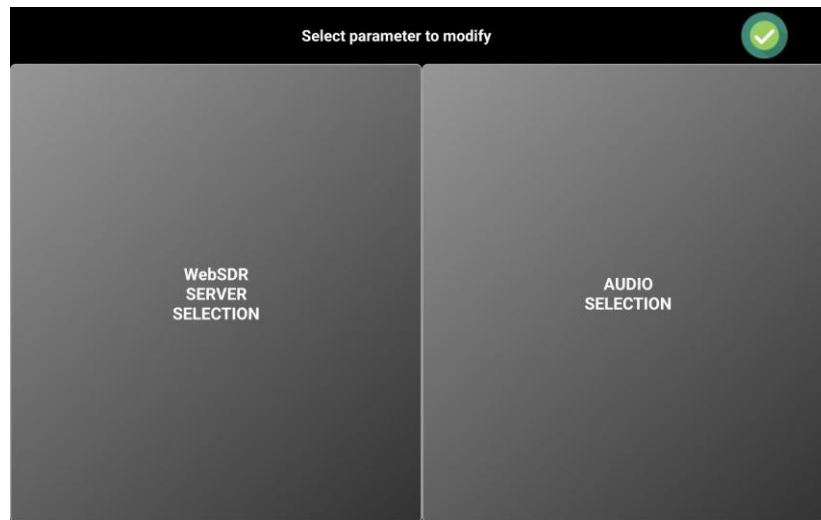 Select parameter to modify
WebSDR
SERVER
SELECTION
AUDIO
SELECTION